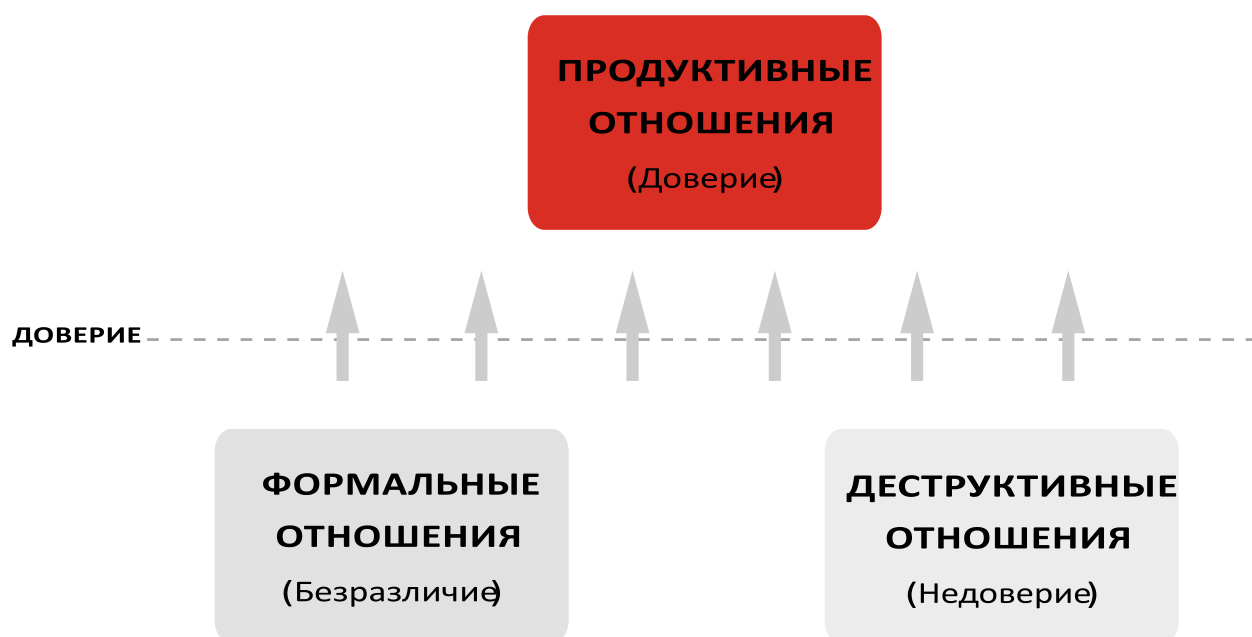 ПРОДУКТИВНЫЕ
ОТНОШЕНИЯ
(Доверие)
ДОВЕРИЕ
ФОРМАЛЬНЫЕ
ОТНОШЕНИЯ
(Безразличие)
ДЕСТРУКТИВНЫЕ
ОТНОШЕНИЯ
(Недоверие)